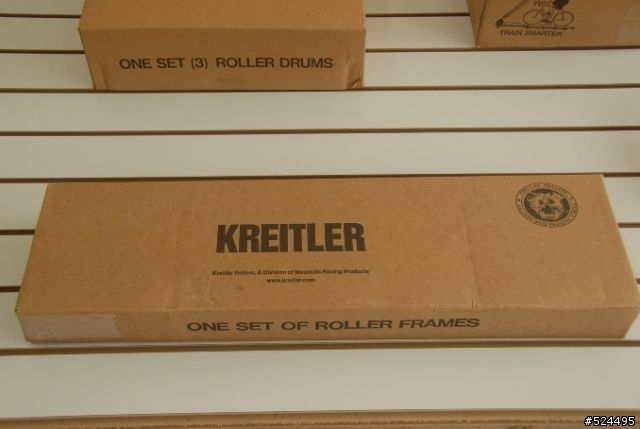 ONE SET (3) ROLLER DRUMS
TRAIN SMARTER
KREITLER
Kreitler Rollers, A Division of Mountain Racing Products
www.kreitler.com
ONE SET OF ROLLER FRAMES
#524495